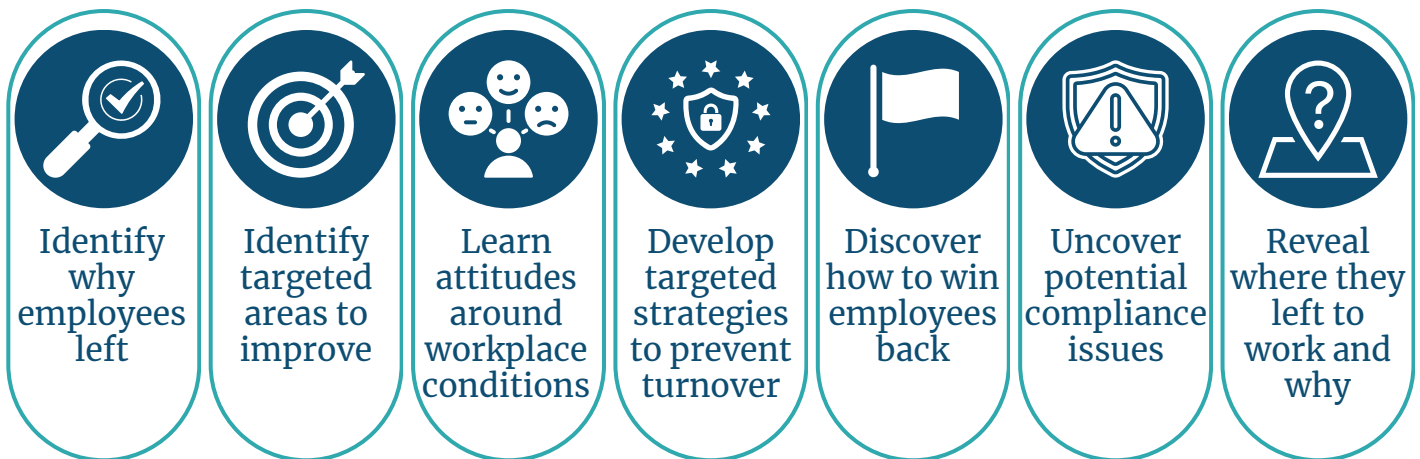 Identify
why
employees
left
Identify
targeted
areas to
improve
Learn
attitudes
around
workplace
conditions
Develop
targeted
strategies
to prevent
turnover
Discover
how to win
employees
back
Uncover
potential
compliance
issues
Reveal
where they
left to
work and
why